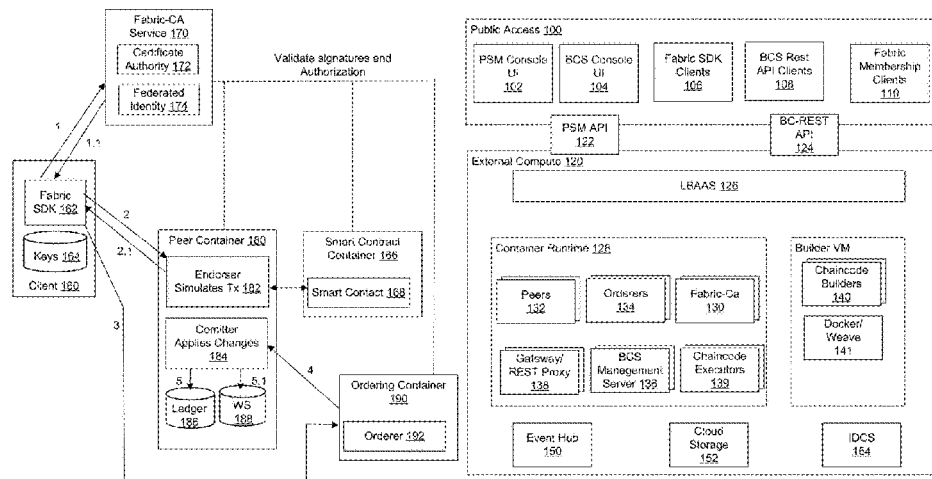 Fabric-CA
Service 170
Certificate
Authority 172
Federated
Identity 174
Validate signatures and
Authorization
1
1.1
Fabric
SDK 162
Keys 164
Client 160
2
2.1
3
Peer Container 180
Endorser
Simulates Tx 182
Comitter
Applies Changes
184
5
5.1
Ledger
186
WS
188
Smart Contract
Container 166
Smart Contact 168
4
Ordering Container
190
Orderer 192
Public Access 100
PSM Console
UI
102
BCS Console
UI
104
Fabric SDK
Clients
106
BCS Rest
API Clients
108
Fabric
Membership
Clients
110
PSM API
122
BC-REST
API
124
External Compute 120
LBAAS 126
Container Runtime 128
Peers
132
Orderers
134
Fabric-Ca
130
Gateway/
REST Proxy
138
BCS
Management
Server 136
Chaincode
Executors
139
Builder VM
Chaincode
Builders
140
Docker/
Weave
141
Event Hub
150
Cloud
Storage
152
IDCS
154